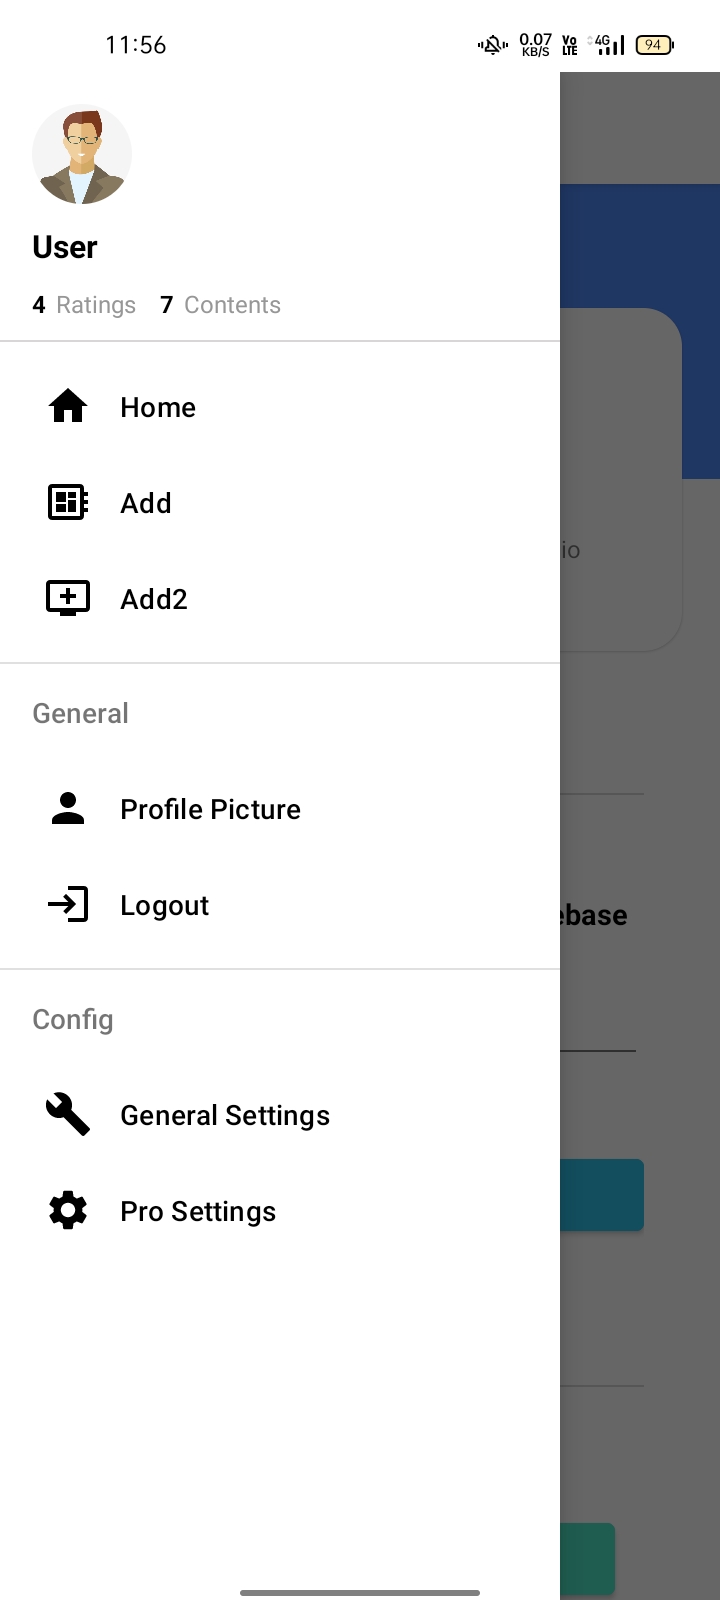 11:56
0.07
KB/S
Vo
LTE
4G
94
User
4 Ratings 7 Contents
Home
Add
Add2
General
Profile Picture
Logout
Config
General Settings
Pro Settings
io
ebase